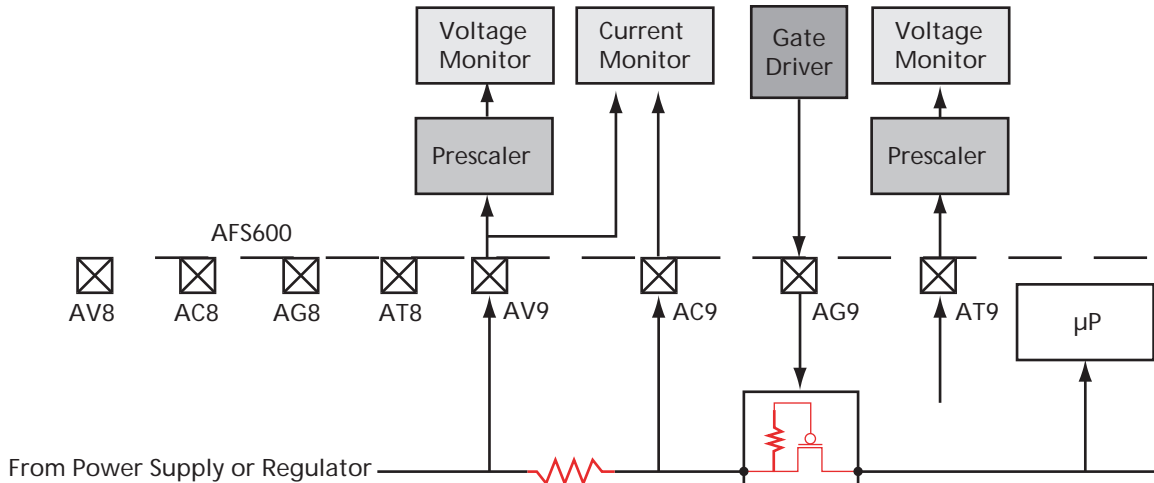 Voltage
Monitor
Current
Monitor
Gate
Driver
Voltage
Monitor
Prescaler
Prescaler
AFS600
AV8
AC8
AG8
AT8
AV9
AC9
AG9
AT9
µP
From Power Supply or Regulator